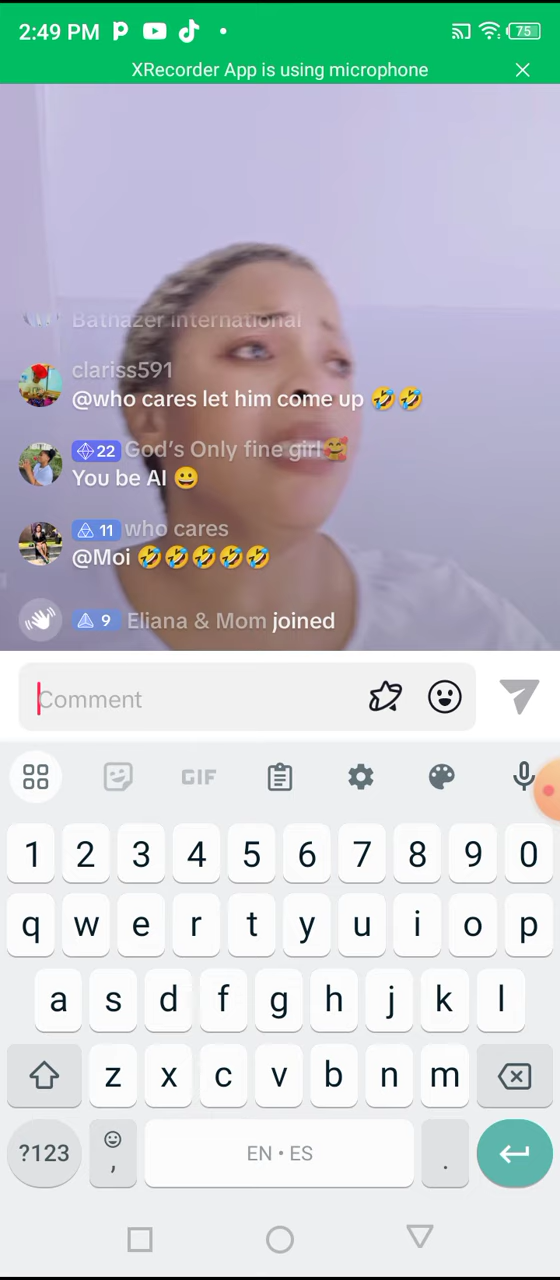 2:49 PM
75
XRecorder App is using microphone
Bathazer international
clariss591
@who cares let him come up 🤣🤣
22 God's Only fine girl🥰
You be AI 😀
11 who cares
@Moi 🤣🤣🤣🤣🤣
9 Eliana & Mom joined
Comment
GIF
1 2 3 4 5 6 7 8 9 0
q w e r t y u i o p
a s d f g h j k l
z x c v b n m
?123 , EN • ES .